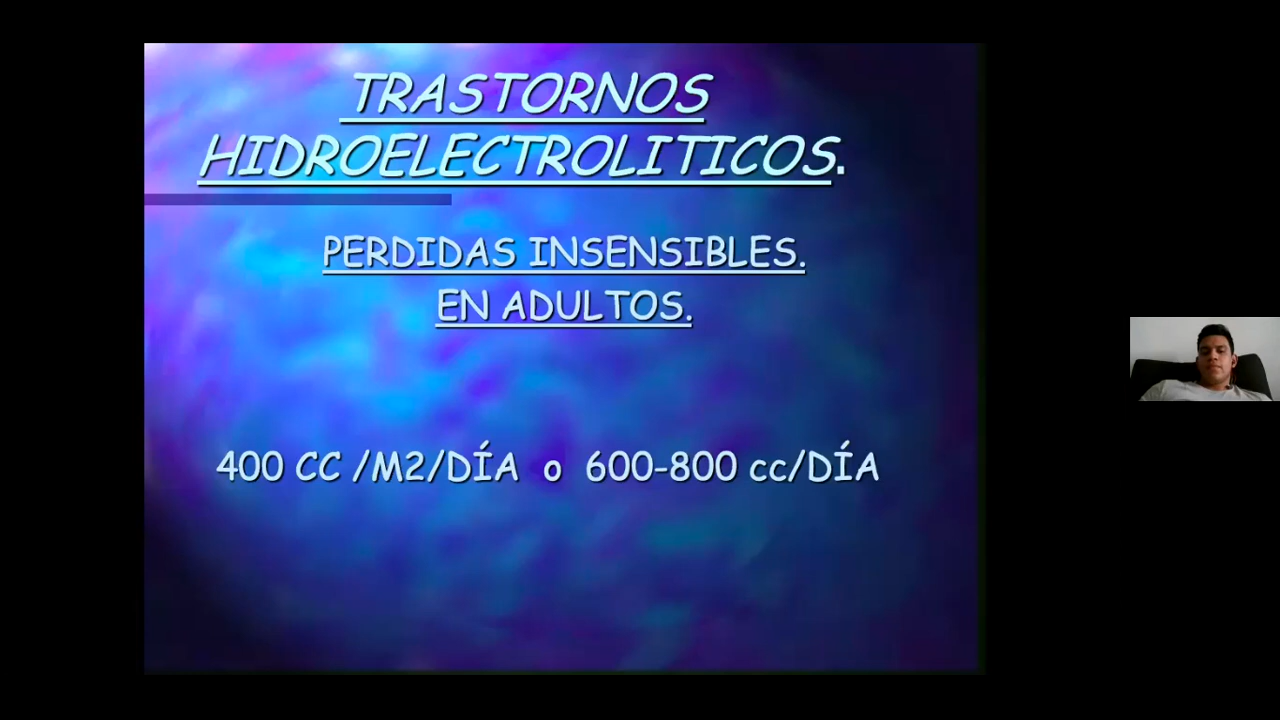 TRASTORNOS
HIDROELECTROLITICOS.
PERDIDAS INSENSIBLES.
EN ADULTOS.
400 CC /M2/DÍA o 600-800 cc/DÍA